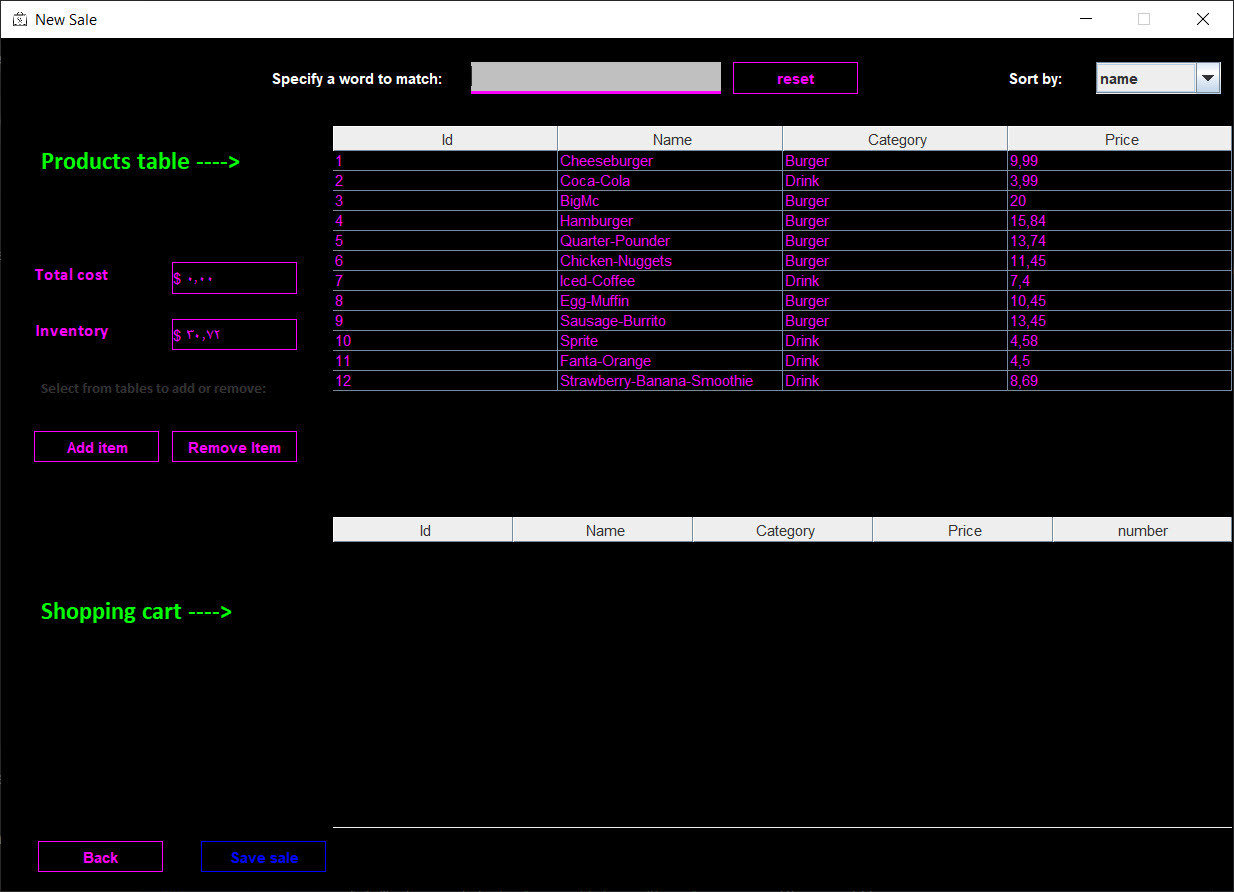 New Sale
Specify a word to match: reset Sort by: name
Products table ---->
Id Name Category Price
1 Cheeseburger Burger 9,99
2 Coca-Cola Drink 3,99
3 BigMc Burger 20
4 Hamburger Burger 15,84
5 Quarter-Pounder Burger 13,74
6 Chicken-Nuggets Burger 11,45
7 Iced-Coffee Drink 7,4
8 Egg-Muffin Burger 10,45
9 Sausage-Burrito Burger 13,45
10 Sprite Drink 4,58
11 Fanta-Orange Drink 4,5
12 Strawberry-Banana-Smoothie Drink 8,69
Total cost $ ۰,۰۰
Inventory $ ۳۰,۷۲
Select from tables to add or remove:
Add item Remove Item
Id Name Category Price number
Shopping cart ---->
Back Save sale